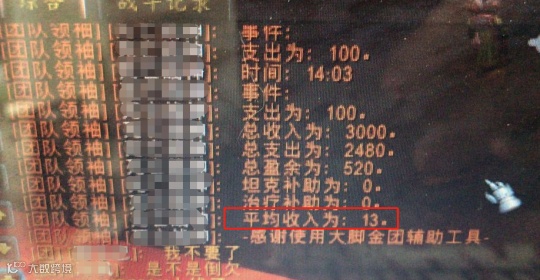 综合 战斗记录
[团队领袖][ ]: 事件:
[团队领袖][ ]: 支出为: 100。
[团队领袖][ ]: 时间: 14:03
[团队领袖][ ]: 事件:
[团队领袖][ ]: 支出为: 100。
[团队领袖][ ]: 总收入为: 3000。
[团队领袖][ ]: 总支出为: 2480。
[团队领袖][ ]: 总盈余为: 520。
[团队领袖][ ]: 坦克补助为: 0。
[团队领袖][ ]: 治疗补助为: 0。
[团队领袖][ ]: 平均收入为: 13。
[团队领袖][ ]: -感谢使用大脚金团辅助工具-
[团队][ ]: 我不要了
[团队][ ]: 是不是倒欠
大数跨境